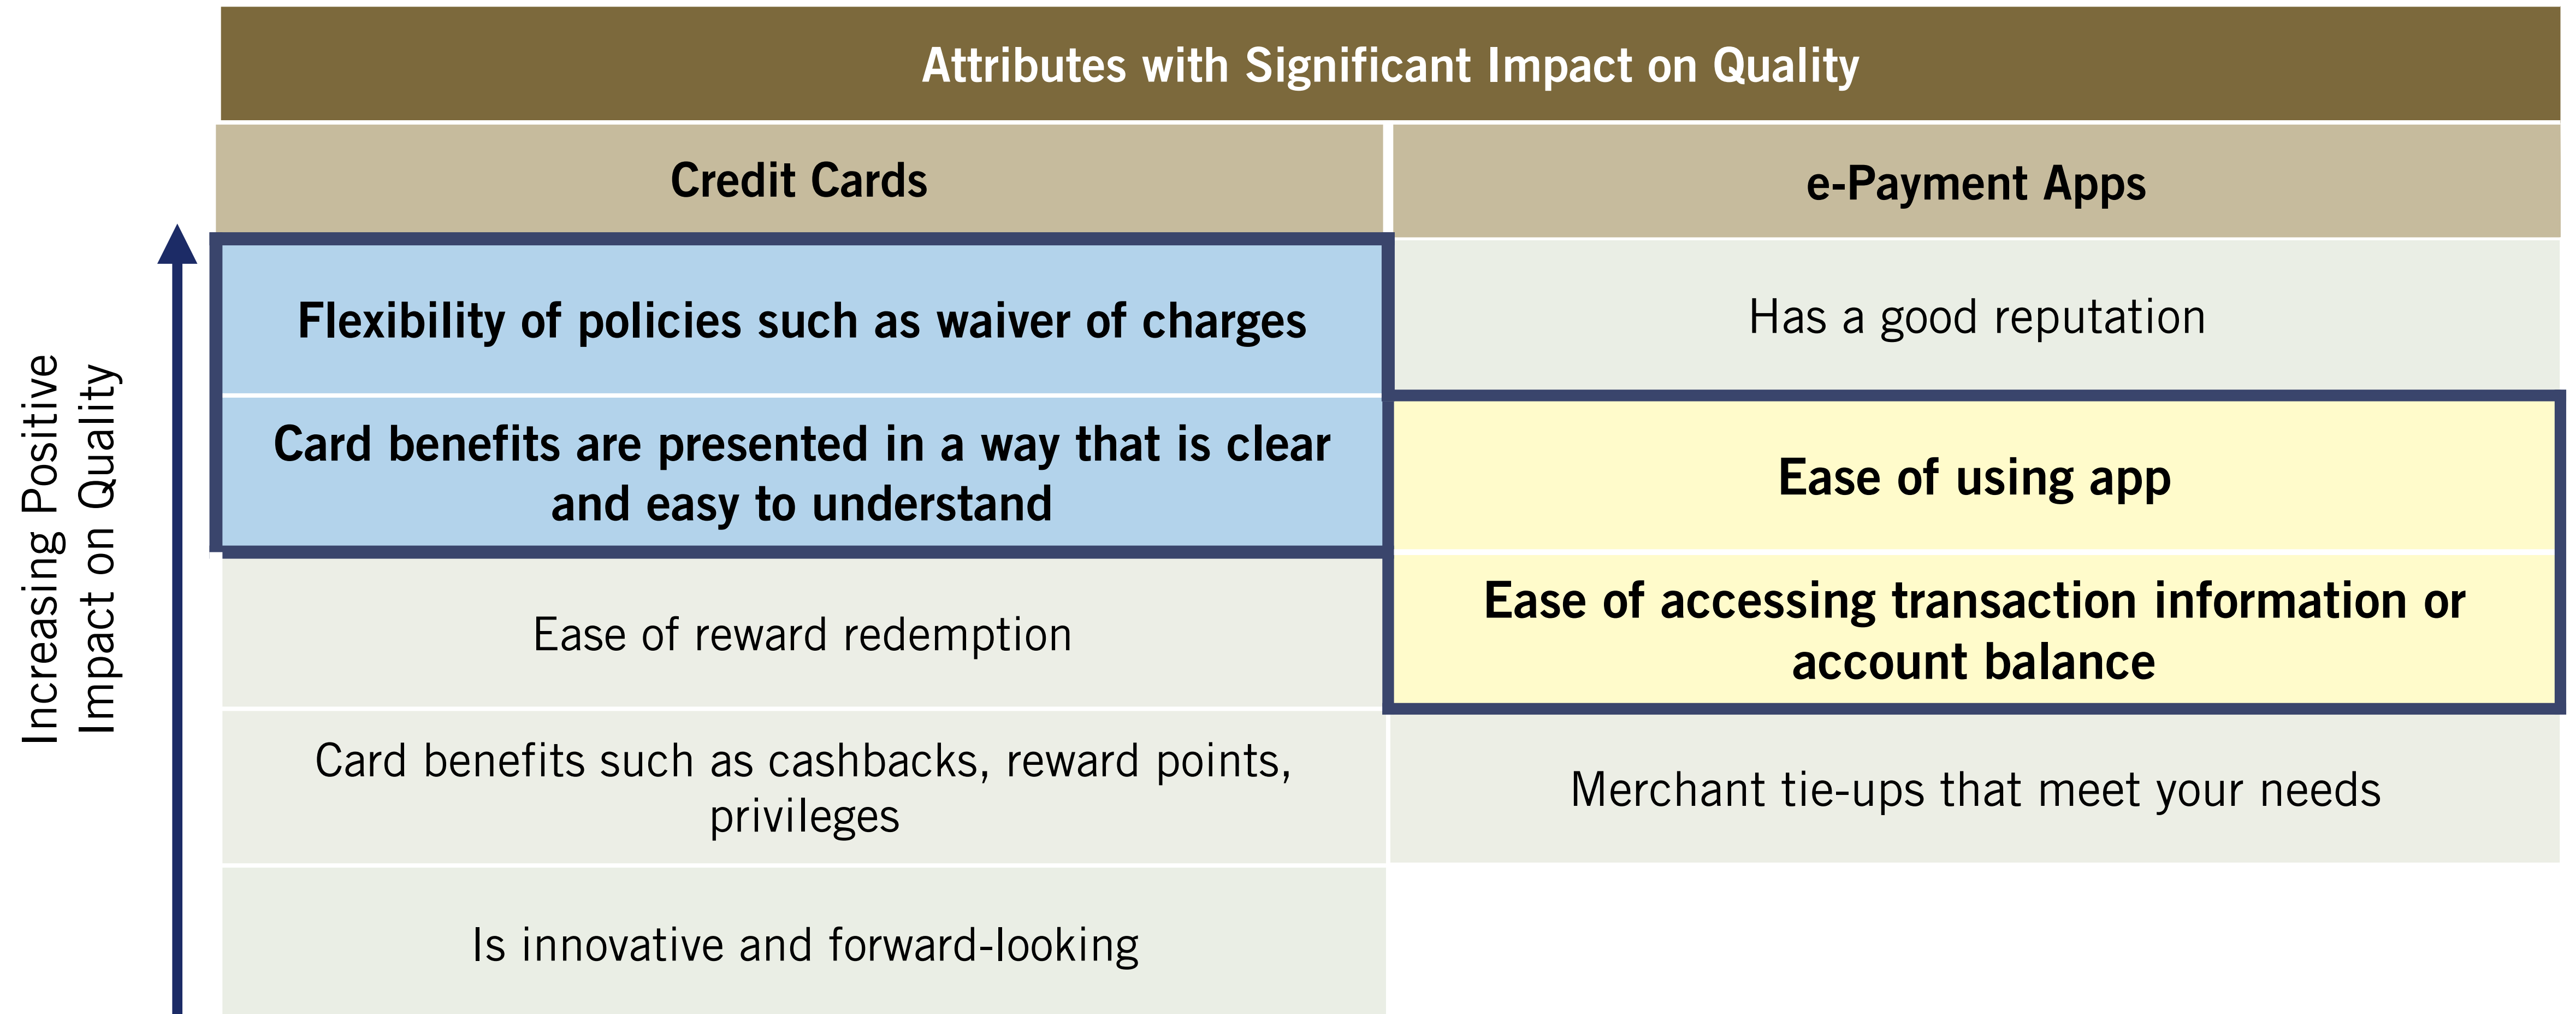 Attributes with Significant Impact on Quality
Credit Cards
e-Payment Apps
Increasing Positive
Impact on Quality
Flexibility of policies such as waiver of charges
Has a good reputation
Card benefits are presented in a way that is clear
and easy to understand
Ease of using app
Ease of reward redemption
Ease of accessing transaction information or
account balance
Card benefits such as cashbacks, reward points,
privileges
Merchant tie-ups that meet your needs
Is innovative and forward-looking